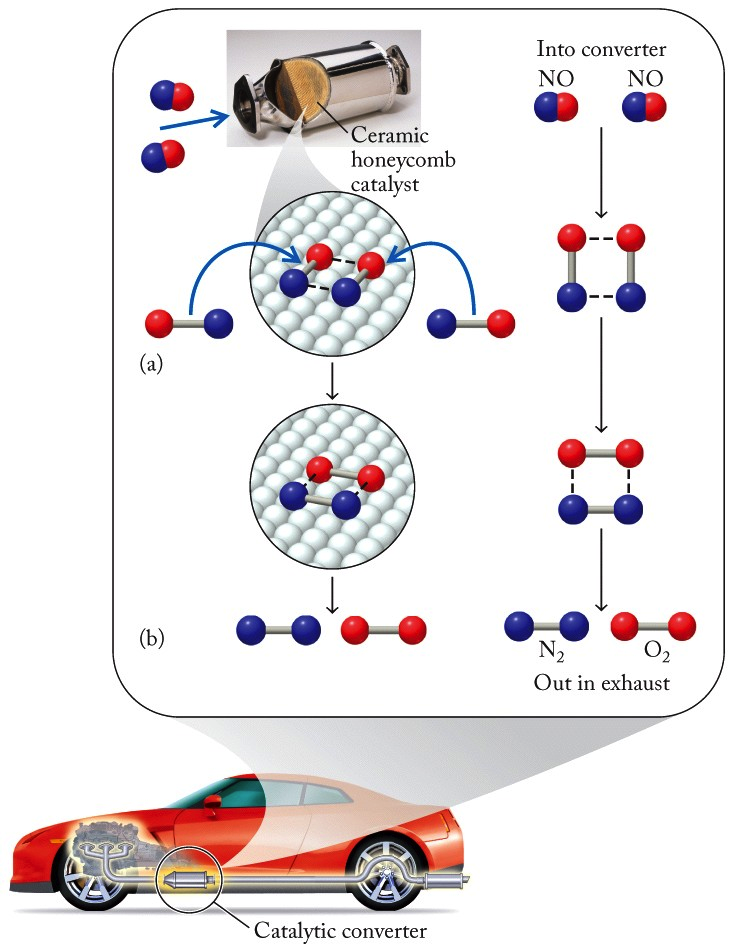 Into converter
NO NO
Ceramic
honeycomb
catalyst
(a)
(b)
N₂ O₂
Out in exhaust
Catalytic converter